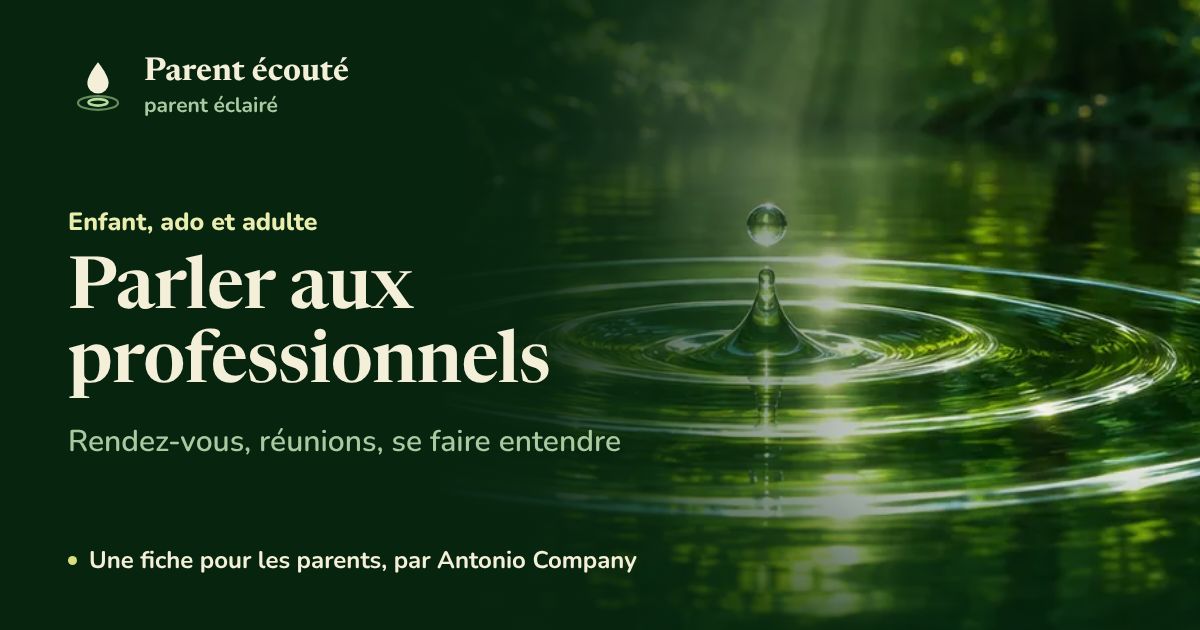 Parent écouté
parent éclairé
Enfant, ado et adulte
Parler aux
professionnels
Rendez-vous, réunions, se faire entendre
Une fiche pour les parents, par Antonio Company